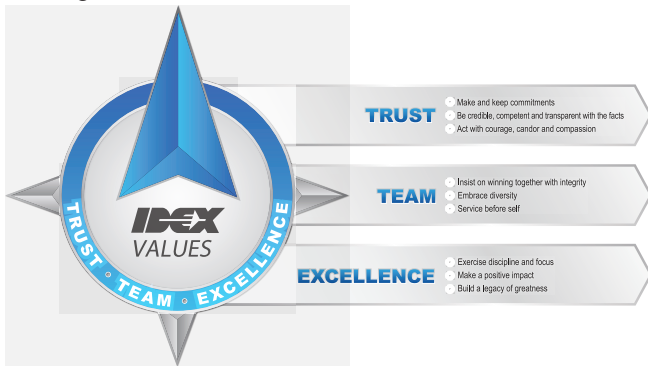 IDEX
VALUES
TRUST • TEAM • EXCELLENCE
TRUST
Make and keep commitments
Be credible, competent and transparent with the facts
Act with courage, candor and compassion
TEAM
Insist on winning together with integrity
Embrace diversity
Service before self
EXCELLENCE
Exercise discipline and focus
Make a positive impact
Build a legacy of greatness